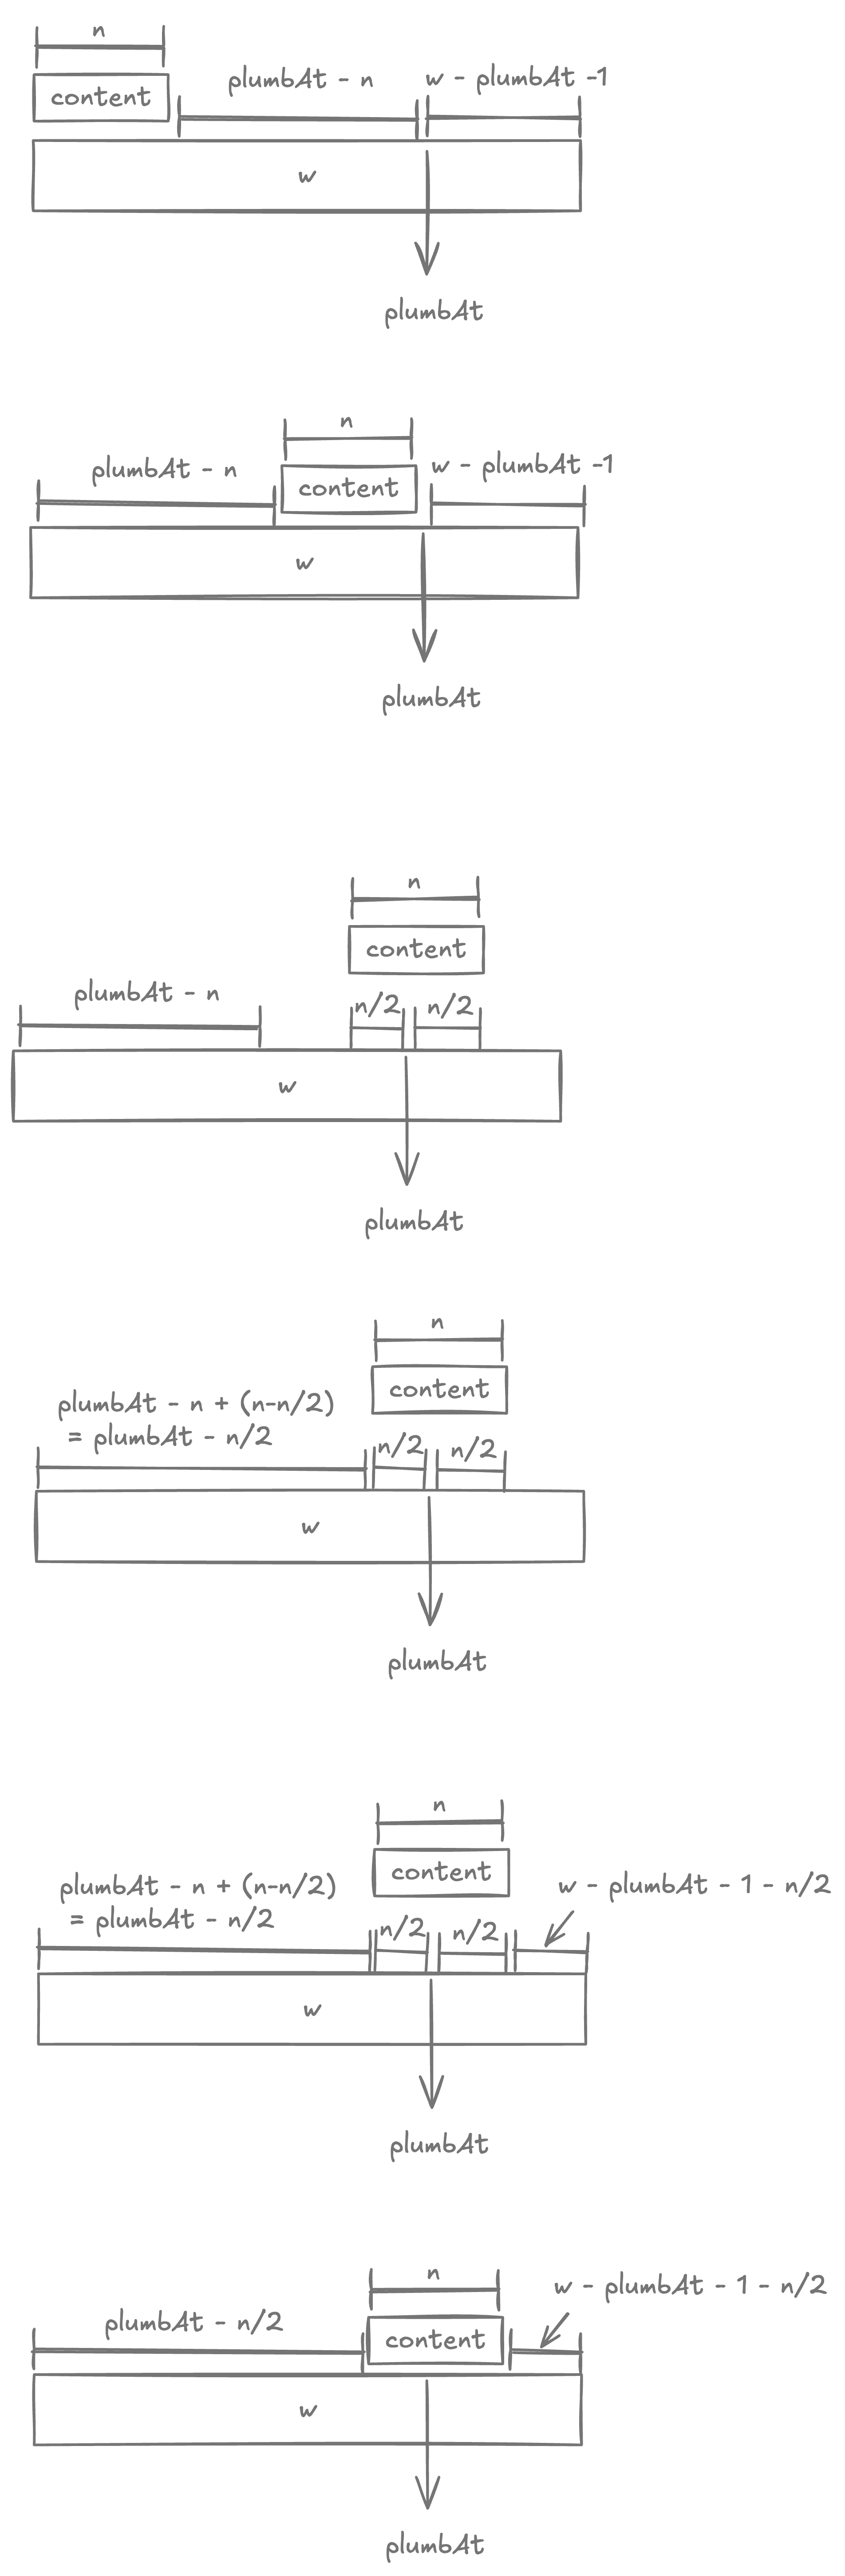 n
content
plumbAt - n
w - plumbAt -1
w
plumbAt
n
plumbAt - n
content
w - plumbAt -1
w
plumbAt
n
content
plumbAt - n
n/2
n/2
w
plumbAt
n
content
plumbAt - n + (n-n/2)
= plumbAt - n/2
n/2
n/2
w
plumbAt
n
content
plumbAt - n + (n-n/2)
= plumbAt - n/2
n/2
n/2
w - plumbAt - 1 - n/2
w
plumbAt
n
w - plumbAt - 1 - n/2
plumbAt - n/2
content
w
plumbAt